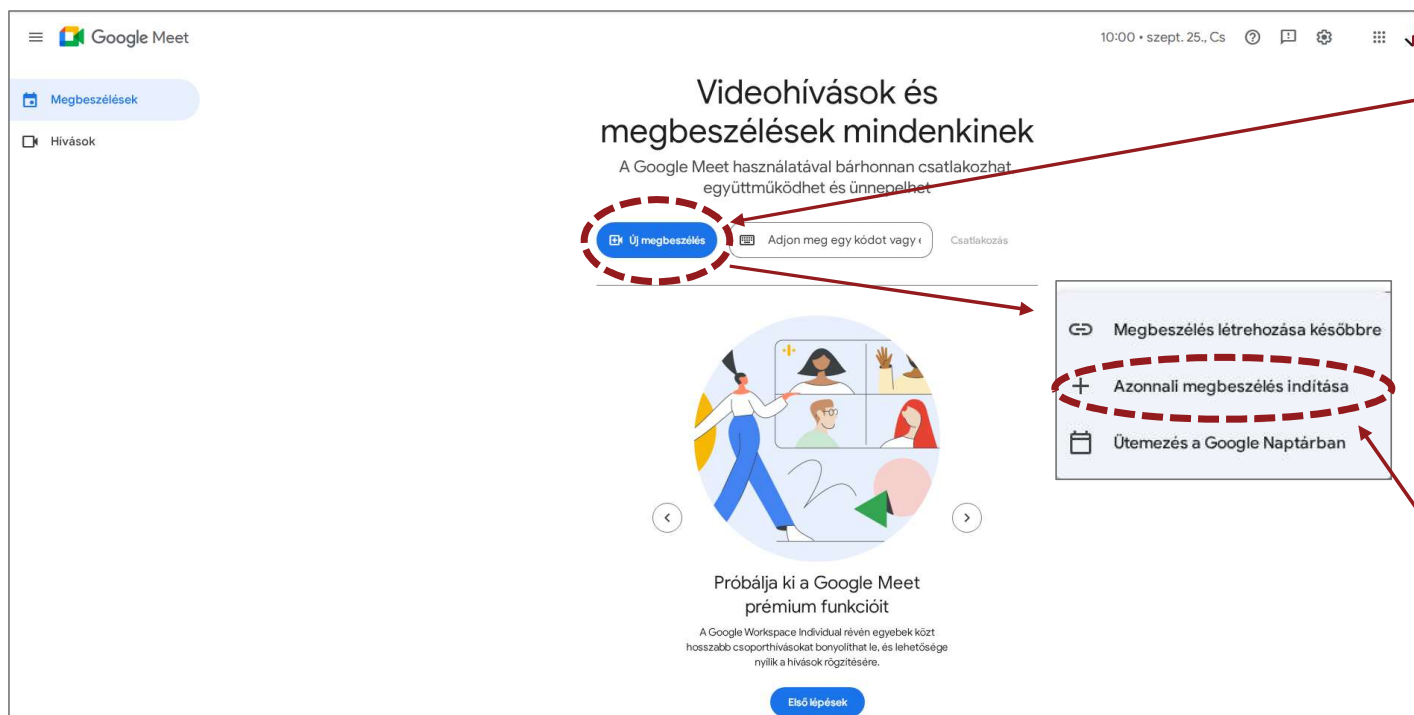 Google Meet
10:00 • szept. 25., Cs
Megbeszélések
Hívások
Videohívások és
megbeszélések mindenkinek
A Google Meet használatával bárhonnan csatlakozhat,
együttműködhet és ünnepelhet
Új megbeszélés
Adjon meg egy kódot vagy
Csatlakozás
Megbeszélés létrehozása későbbre
Azonnali megbeszélés indítása
Ütemezés a Google Naptárban
Próbálja ki a Google Meet
prémium funkcióit
A Google Workspace Individual révén egyebek közt
hosszabb csoporthívásokat bonyolíthat le, és lehetősége
nyílik a hívások rögzítésére.
Első lépések